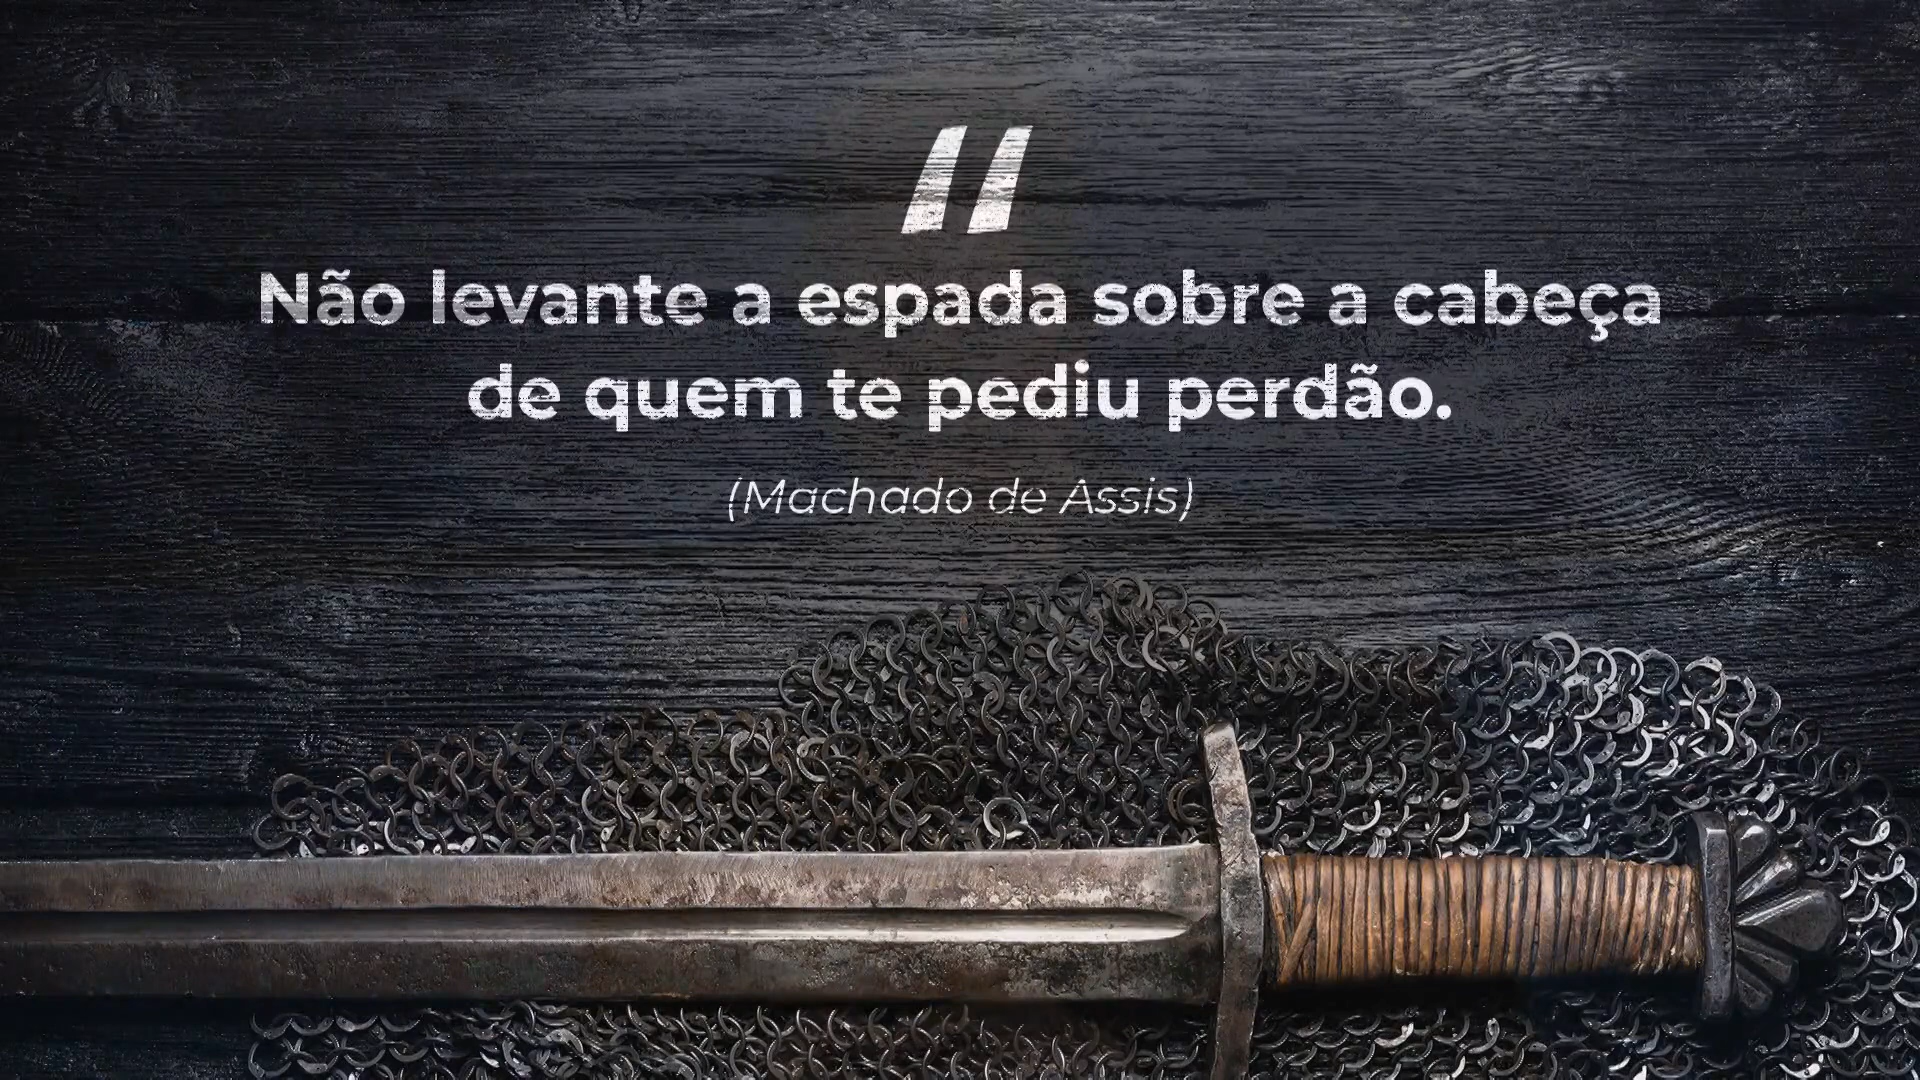 "
Não levante a espada sobre a cabeça
de quem te pediu perdão.
(Machado de Assis)